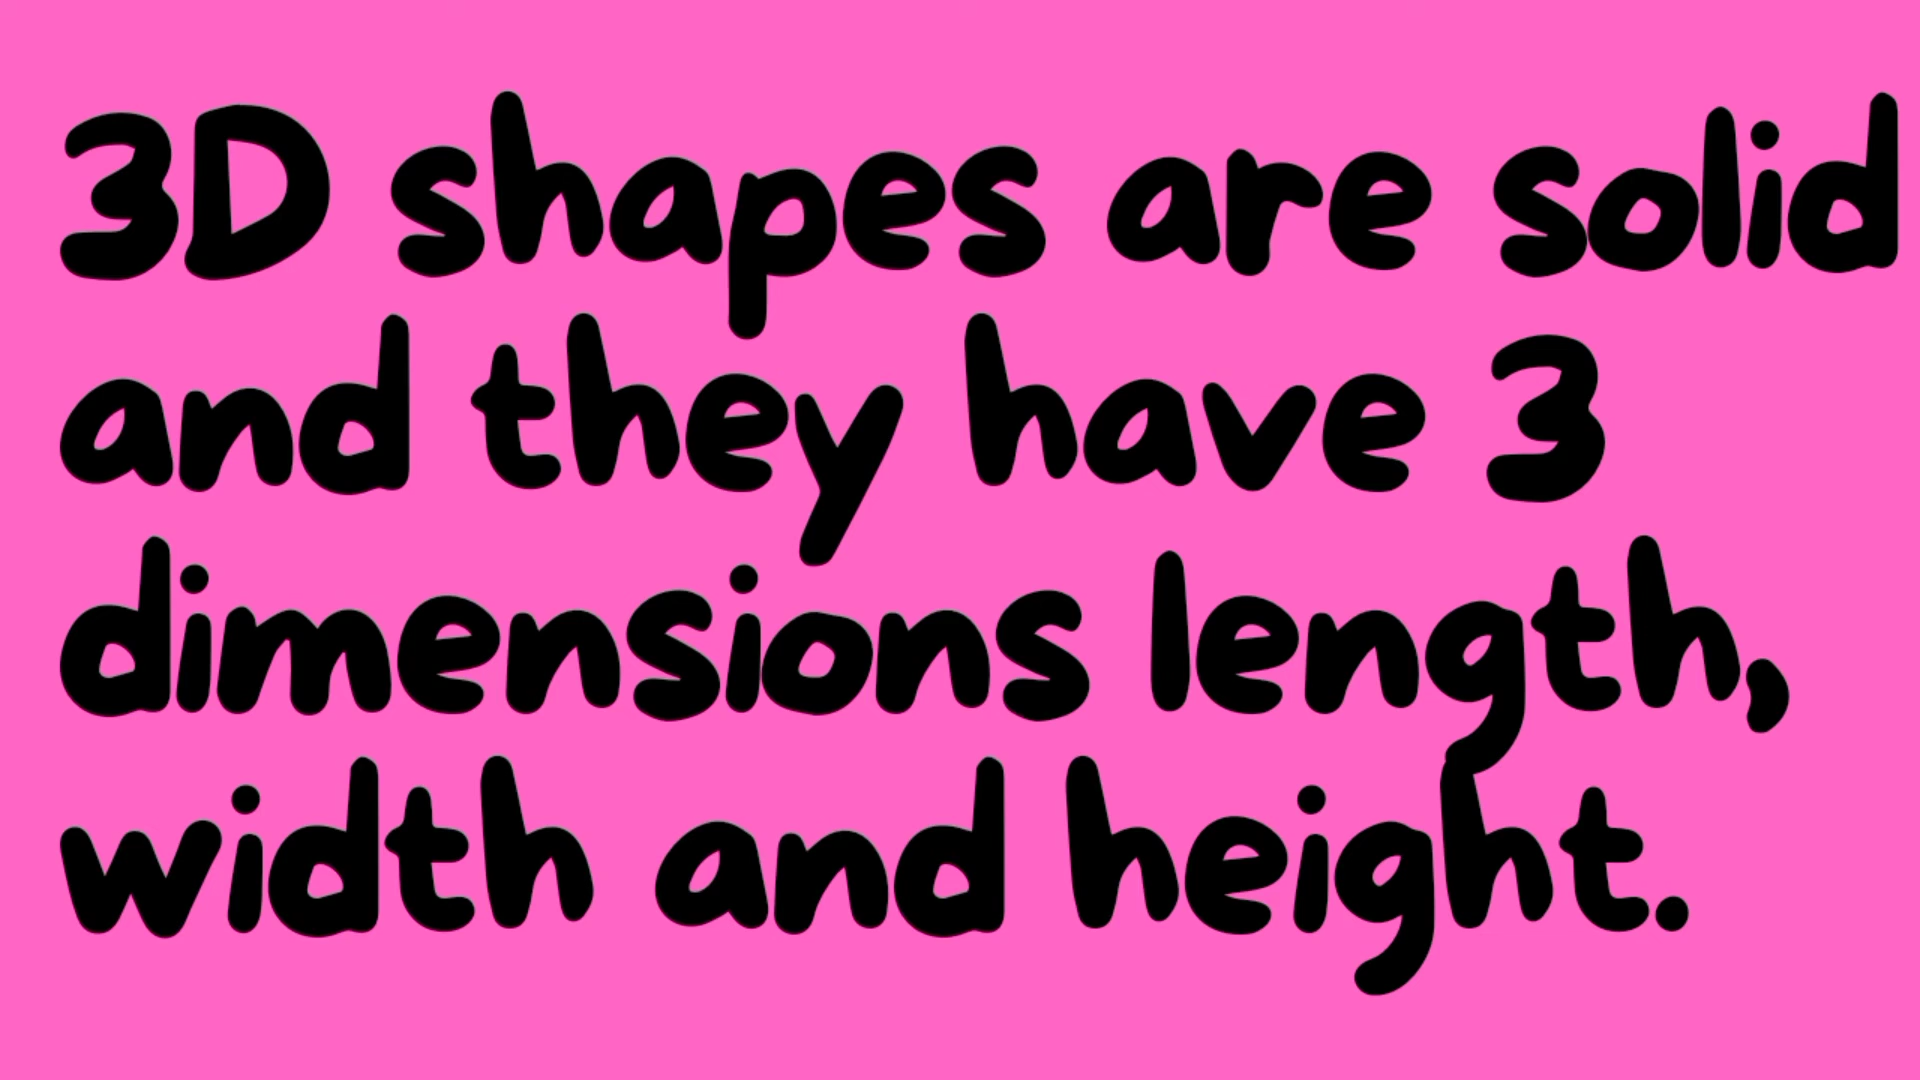 3D shapes are solid
and they have 3
dimensions length,
width and height.